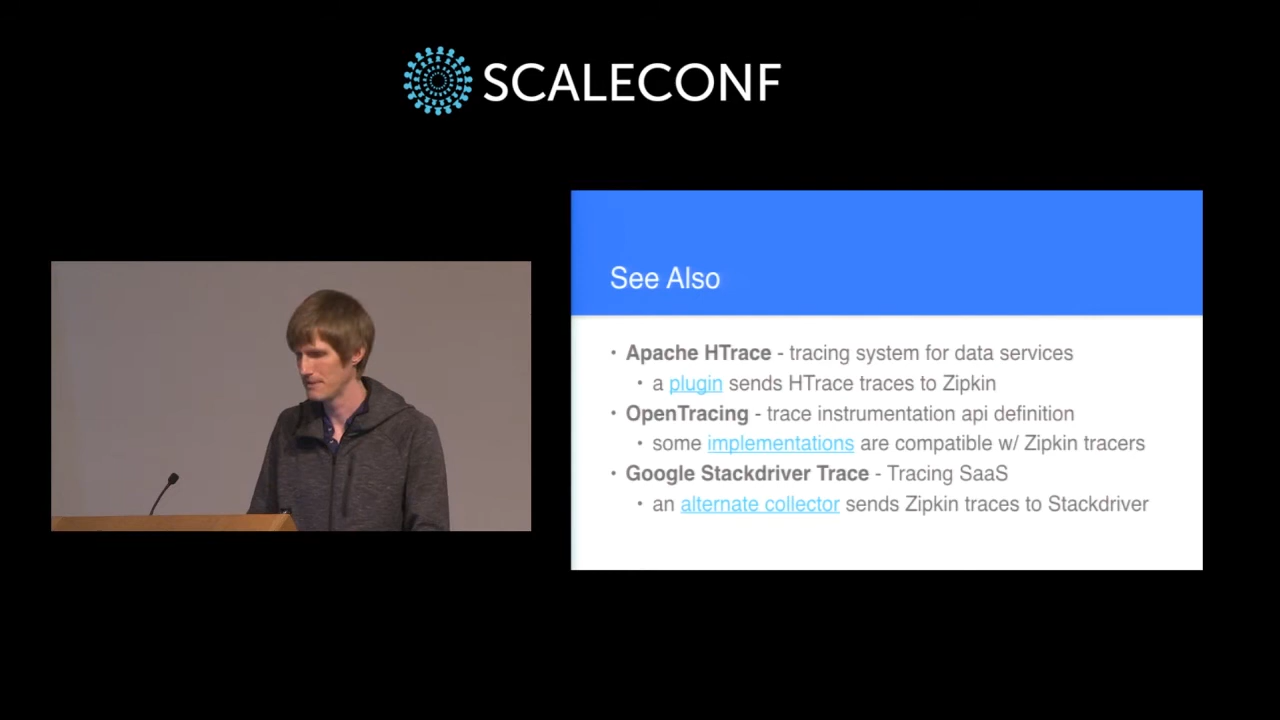 SCALECONF
See Also
• Apache HTrace - tracing system for data services
• a plugin sends HTrace traces to Zipkin
• OpenTracing - trace instrumentation api definition
• some implementations are compatible w/ Zipkin tracers
• Google Stackdriver Trace - Tracing SaaS
• an alternate collector sends Zipkin traces to Stackdriver